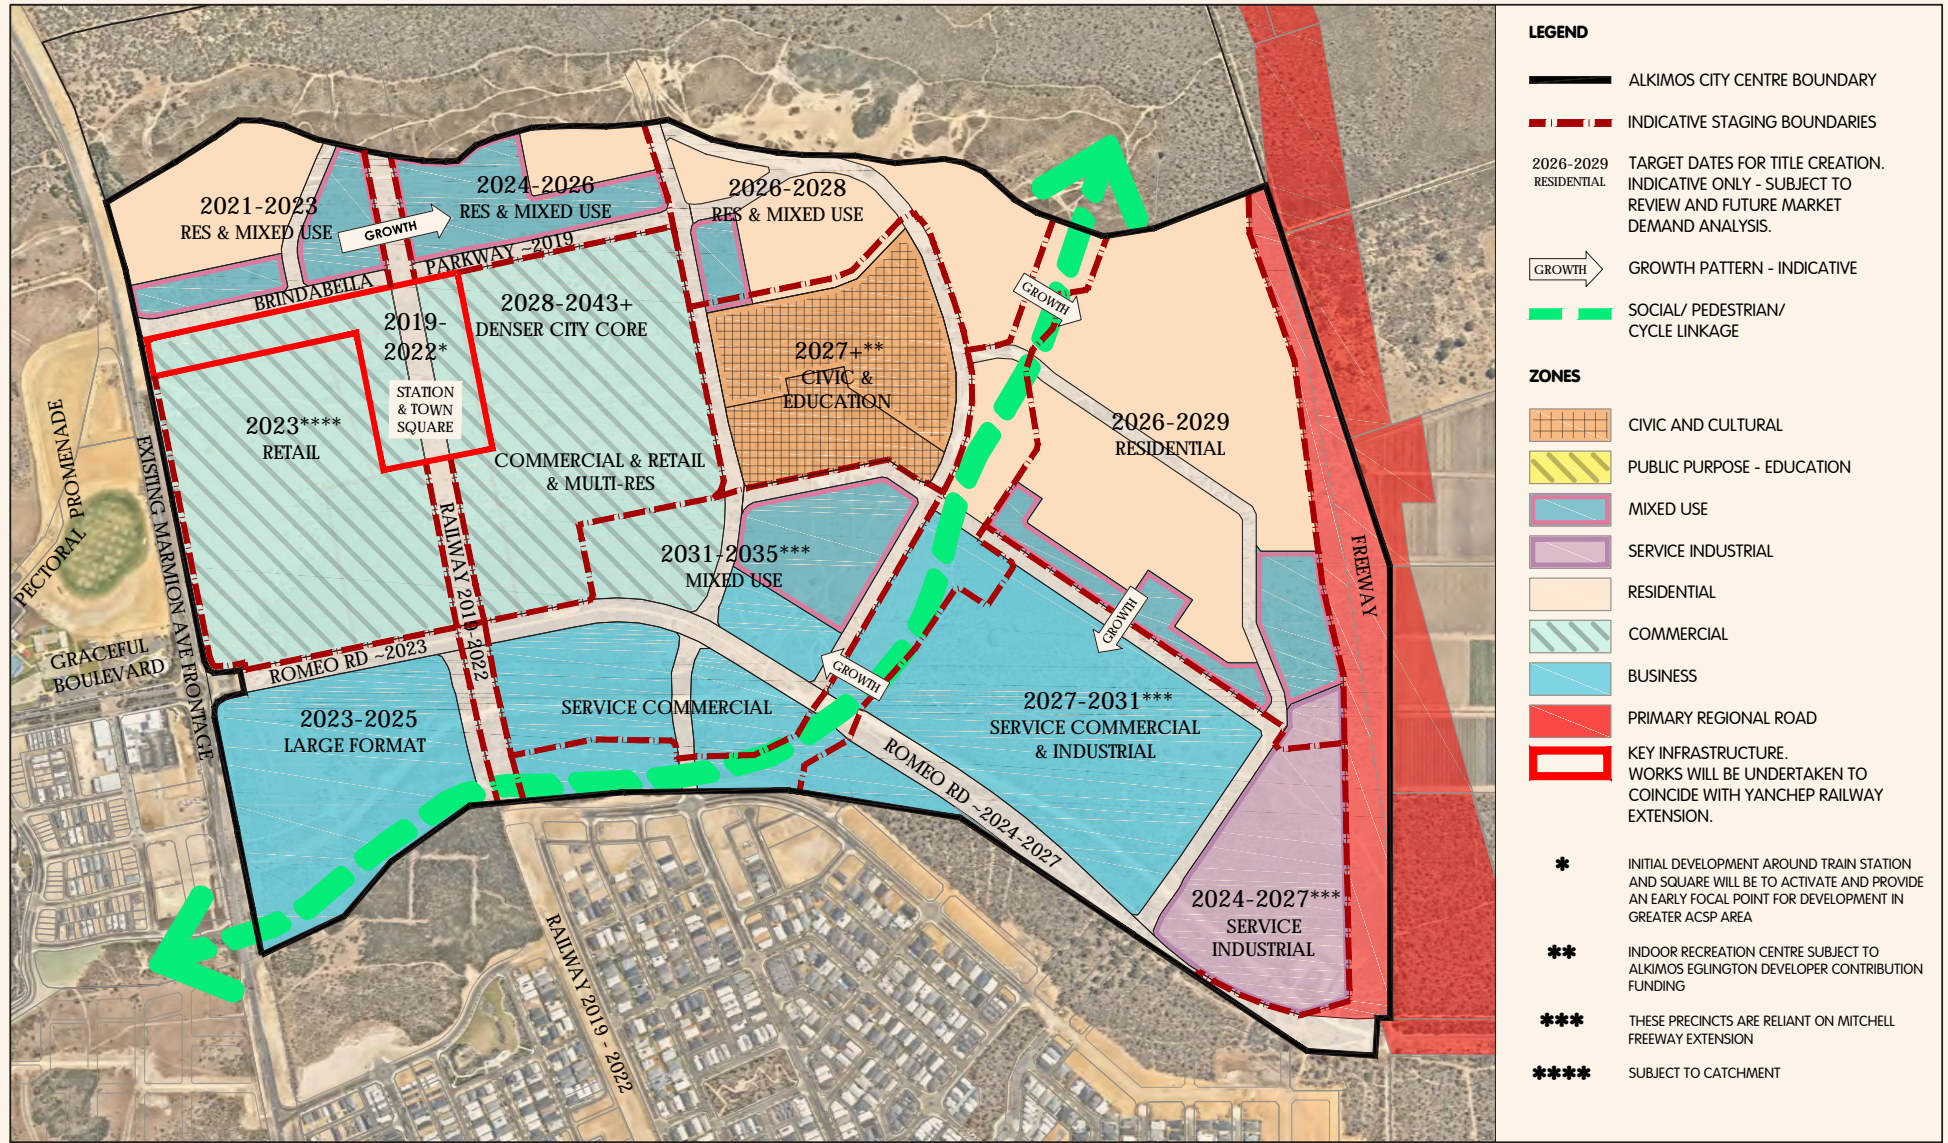 2021-2023
RES & MIXED USE
2024-2026
RES & MIXED USE
2026-2028
RES & MIXED USE
GROWTH
BRINDABELLA
PARKWAY ~2019
2019-
2022*
STATION
& TOWN
SQUARE
2028-2043+
DENSER CITY CORE
COMMERCIAL & RETAIL
& MULTI-RES
2023****
RETAIL
2027+**
CIVIC &
EDUCATION
GROWTH
2026-2029
RESIDENTIAL
2031-2035***
MIXED USE
PECTORAL PROMENADE
EXISTING MARMION AVE FRONTAGE
GRACEFUL
BOULEVARD
ROMEO RD ~2023
RAILWAY 2019-2022
FREEWAY
GROWTH
GROWTH
2023-2025
LARGE FORMAT
SERVICE COMMERCIAL
2027-2031***
SERVICE COMMERCIAL
& INDUSTRIAL
ROMEO RD ~2024-2027
2024-2027***
SERVICE
INDUSTRIAL
RAILWAY 2019 - 2022
LEGEND
ALKIMOS CITY CENTRE BOUNDARY
INDICATIVE STAGING BOUNDARIES
2026-2029
RESIDENTIAL
TARGET DATES FOR TITLE CREATION.
INDICATIVE ONLY - SUBJECT TO
REVIEW AND FUTURE MARKET
DEMAND ANALYSIS.
GROWTH
GROWTH PATTERN - INDICATIVE
SOCIAL/ PEDESTRIAN/
CYCLE LINKAGE
ZONES
CIVIC AND CULTURAL
PUBLIC PURPOSE - EDUCATION
MIXED USE
SERVICE INDUSTRIAL
RESIDENTIAL
COMMERCIAL
BUSINESS
PRIMARY REGIONAL ROAD
KEY INFRASTRUCTURE.
WORKS WILL BE UNDERTAKEN TO
COINCIDE WITH YANCHEP RAILWAY
EXTENSION.
* INITIAL DEVELOPMENT AROUND TRAIN STATION
AND SQUARE WILL BE TO ACTIVATE AND PROVIDE
AN EARLY FOCAL POINT FOR DEVELOPMENT IN
GREATER ACSP AREA
** INDOOR RECREATION CENTRE SUBJECT TO
ALKIMOS EGLINGTON DEVELOPER CONTRIBUTION
FUNDING
*** THESE PRECINCTS ARE RELIANT ON MITCHELL
FREEWAY EXTENSION
**** SUBJECT TO CATCHMENT